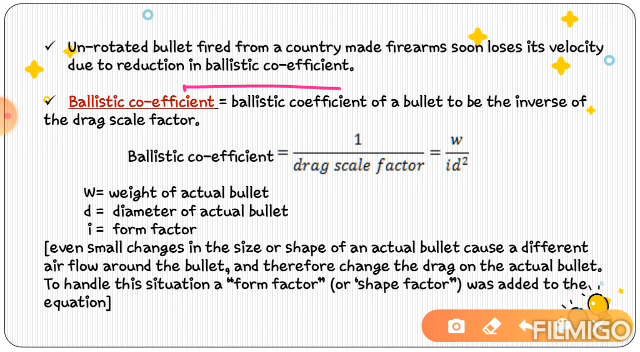 ✓ Un-rotated bullet fired from a country made firearms soon loses its velocity
due to reduction in ballistic co-efficient.
✓ Ballistic co-efficient = ballistic coefficient of a bullet to be the inverse of
the drag scale factor.
Ballistic co-efficient = 1 / drag scale factor = w / id²
W= weight of actual bullet
d = diameter of actual bullet
i = form factor
[even small changes in the size or shape of an actual bullet cause a different
air flow around the bullet, and therefore change the drag on the actual bullet.
To handle this situation a “form factor” (or ‘shape factor”) was added to the
equation]
FILMIGO